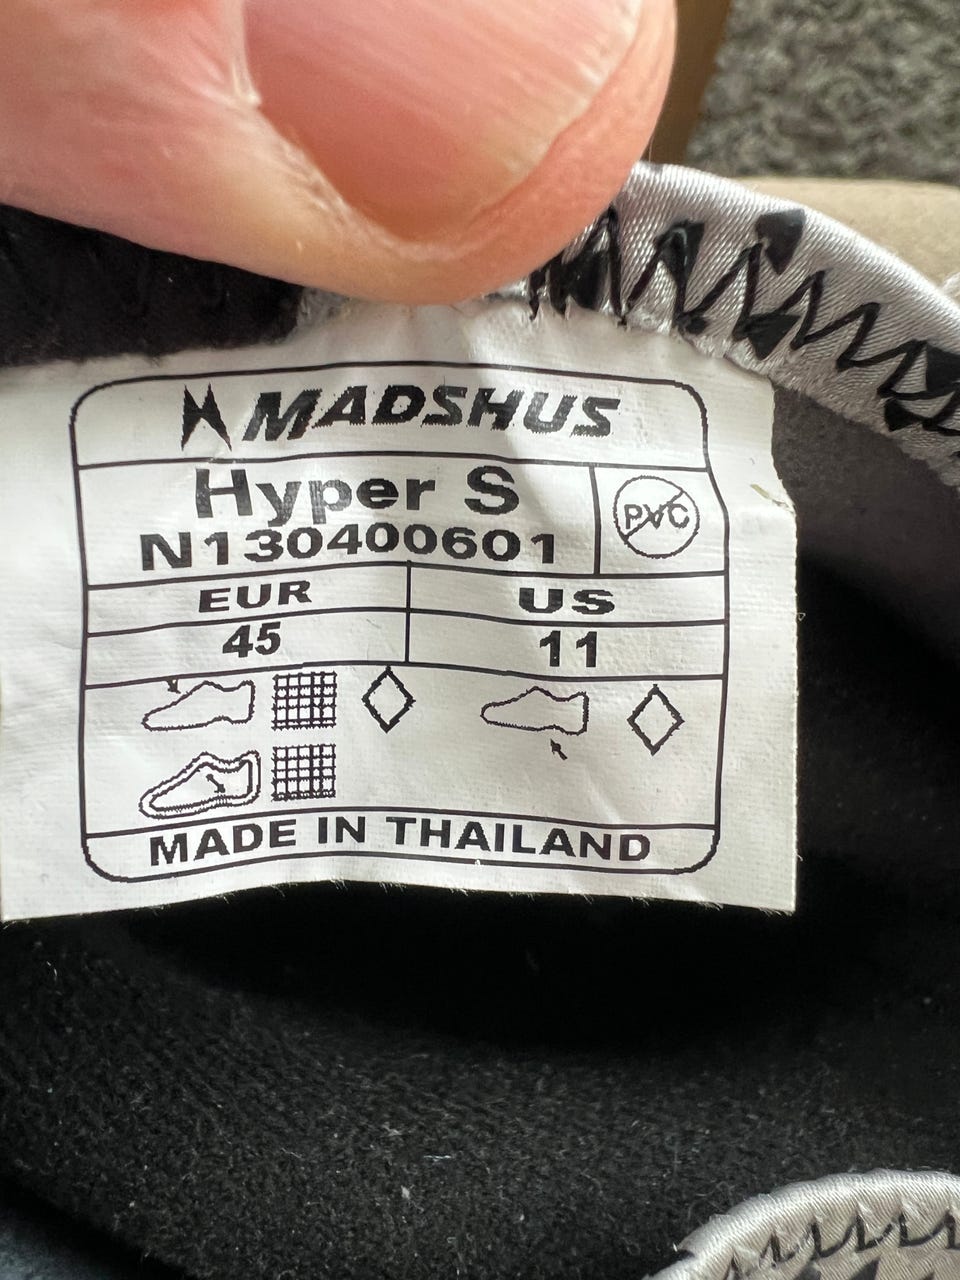 MADSHUS
Hyper S
N130400601
PVC
EUR US
45 11
MADE IN THAILAND